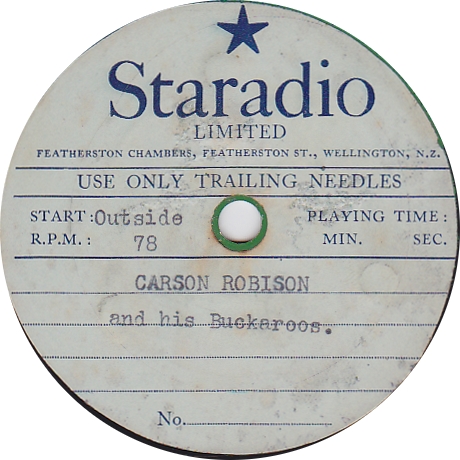 Staradio
LIMITED
FEATHERSTON CHAMBERS, FEATHERSTON ST., WELLINGTON, N.Z.
USE ONLY TRAILING NEEDLES
START: Outside PLAYING TIME:
R.P.M.: 78 MIN. SEC.
CARSON ROBISON
and his Buckaroos.
No.